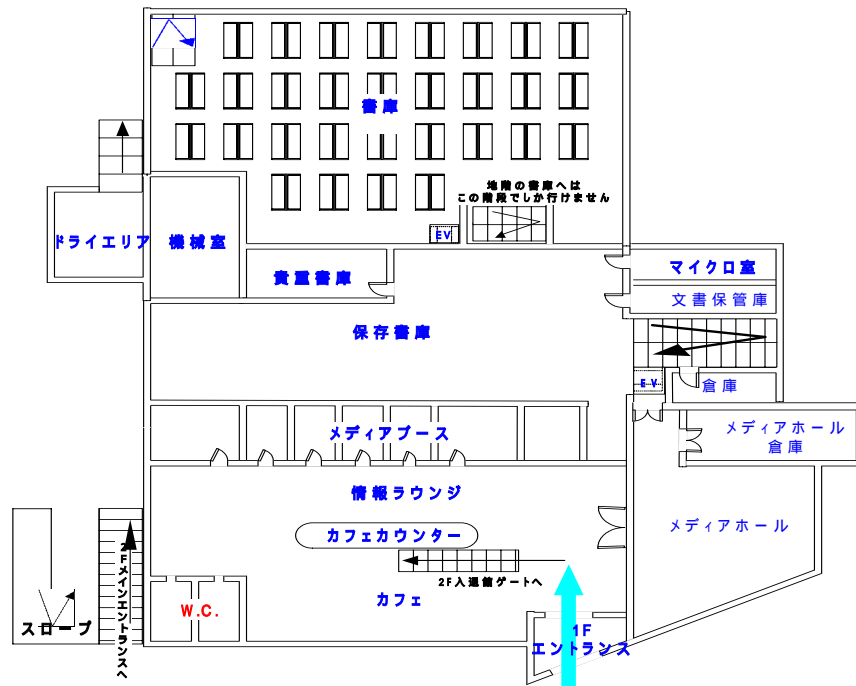 書庫
地階の書庫へは
この階段でしか行けません
EV
ドライエリア
機械室
貴重書庫
マイクロ室
文書保管庫
保存書庫
EV
倉庫
メディアブース
メディアホール
倉庫
情報ラウンジ
カフェカウンター
メディアホール
2F入退館ゲートへ
カフェ
W.C.
スロープ
2Fメインエントランスへ
1F
エントランス